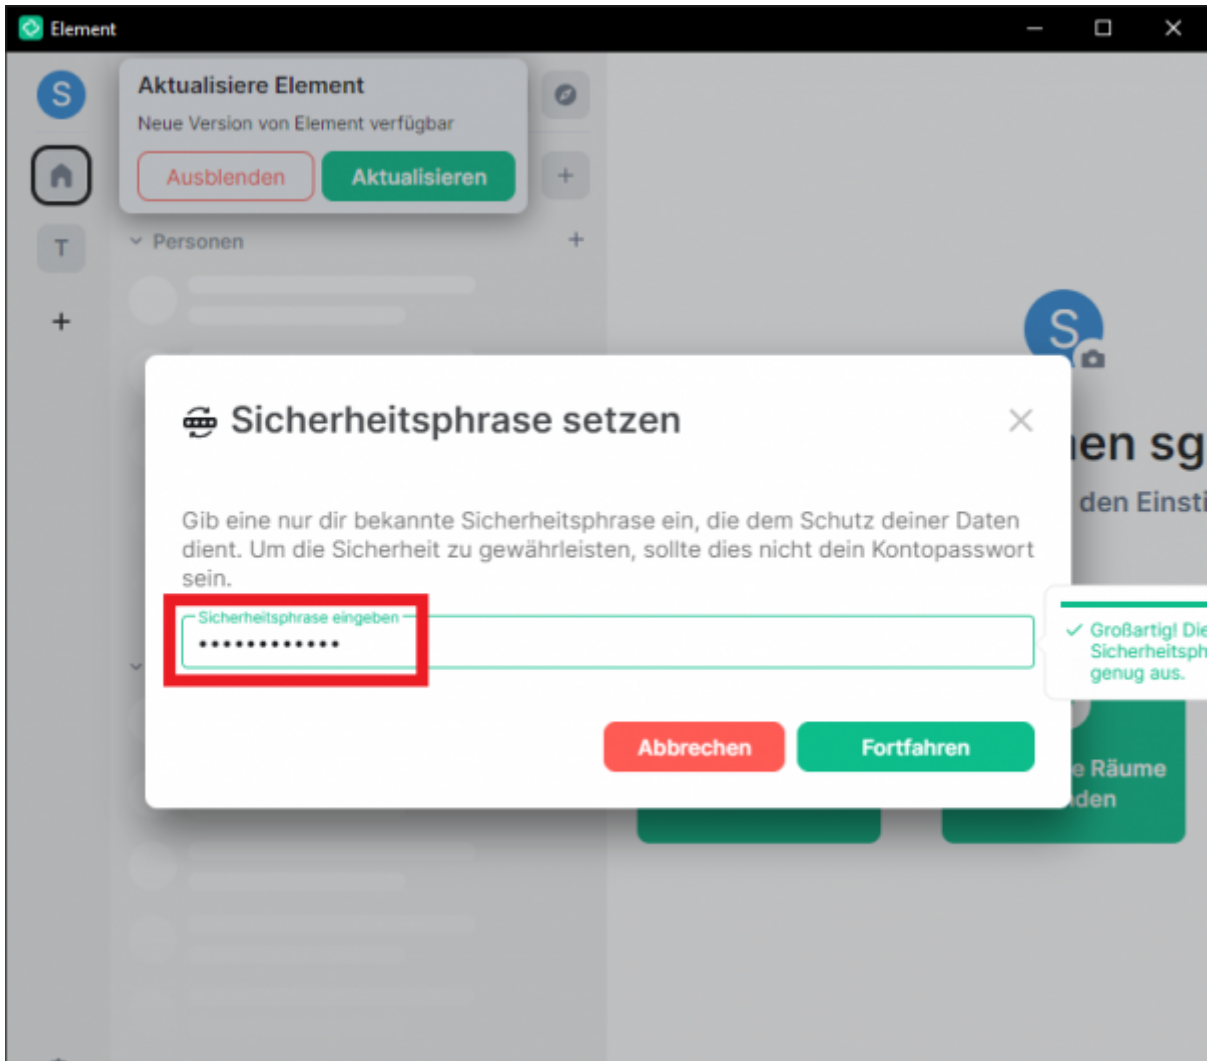 Element
S
Aktualisiere Element
Neue Version von Element verfügbar
Ausblenden
Aktualisieren
T
Personen
S
sg
den
Sicherheitsphrase setzen
Gib eine nur dir bekannte Sicherheitsphrase ein, die dem Schutz deiner Daten
dient. Um die Sicherheit zu gewährleisten, sollte dies nicht dein Kontopasswort
sein.
Sicherheitsphrase eingeben
••••••••••••
Großartig! Die
genug aus.
Abbrechen
Fortfahren
Räume